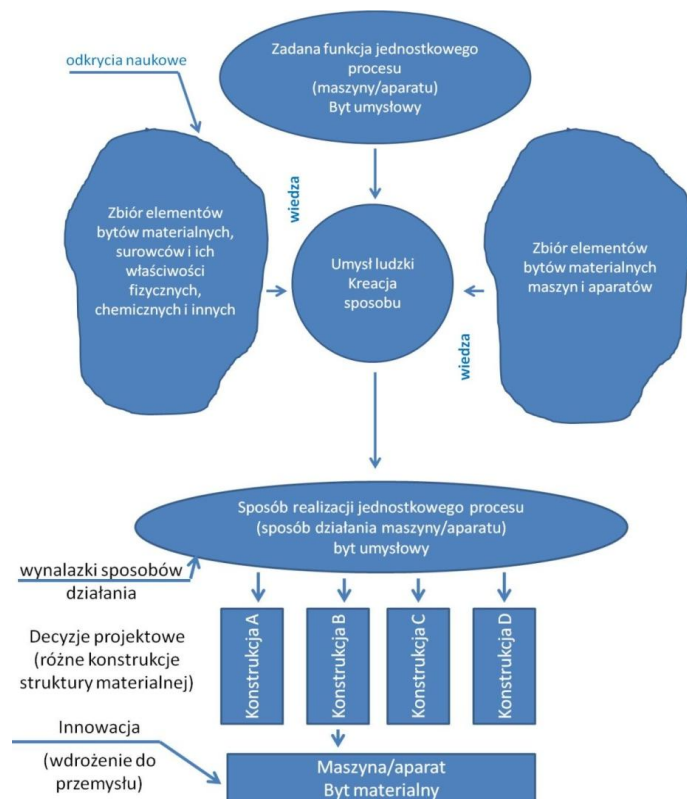 Zadana funkcja jednostkowego
procesu
(maszyny/aparatu)
Byt umysłowy
odkrycia naukowe
wiedza
Zbiór elementów
bytów materialnych,
surowców i ich
właściwości
fizycznych,
chemicznych i innych
Umysł ludzki
Kreacja
sposobu
Zbiór elementów
bytów materialnych
maszyn i aparatów
wiedza
Sposób realizacji jednostkowego procesu
(sposób działania maszyny/aparatu)
byt umysłowy
wynalazki sposobów
działania
Konstrukcja A
Konstrukcja B
Konstrukcja C
Konstrukcja D
Decyzje projektowe
(różne konstrukcje
struktury materialnej)
Innowacja
(wdrożenie do
przemysłu)
Maszyna/aparat
Byt materialny